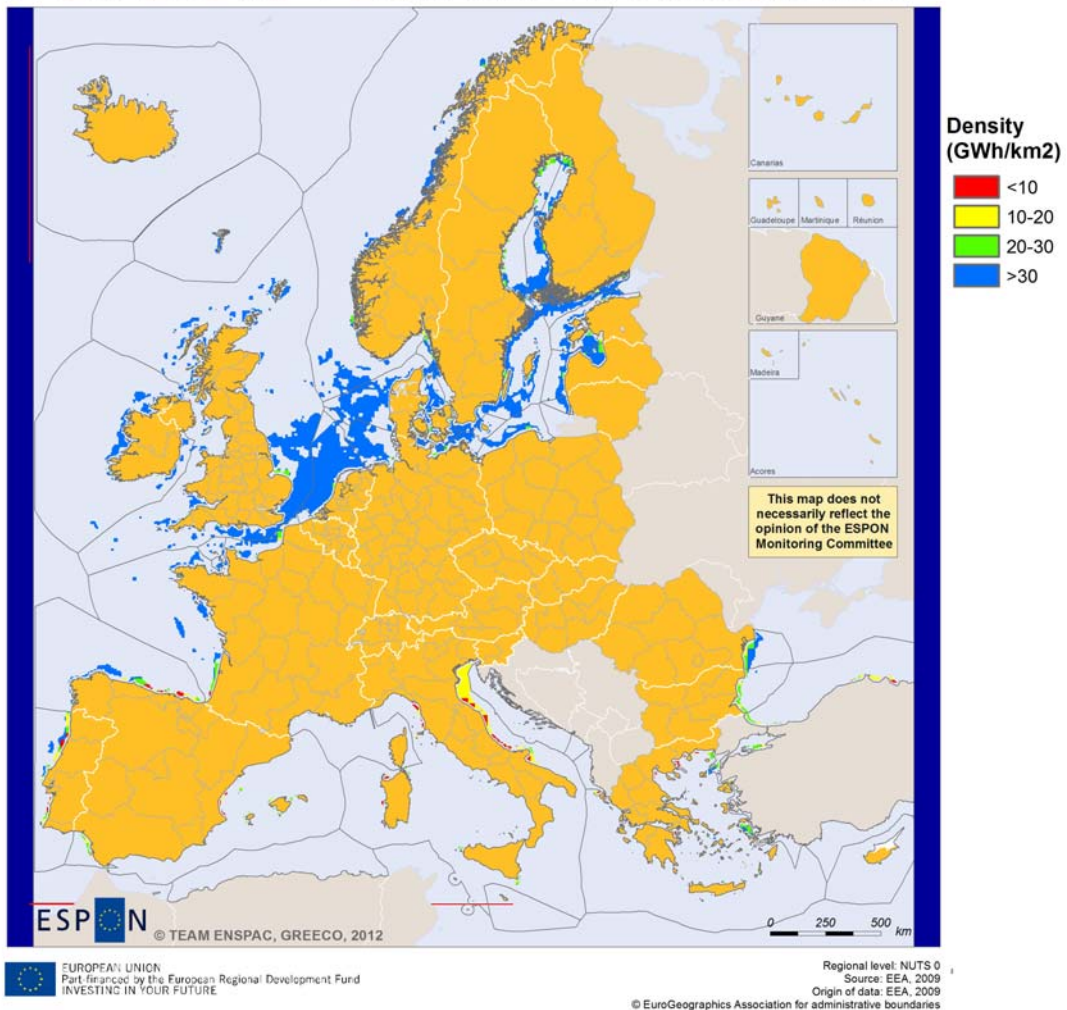 Density
(GWh/km2)
<10
10-20
20-30
>30
Canarias
Guadeloupe
Martinique
Réunion
Guyane
Madeira
Acores
This map does not
necessarily reflect the
opinion of the ESPON
Monitoring Committee
ESPON
© TEAM ENSPAC, GREECO, 2012
0 250 500
km
EUROPEAN UNION
Part-financed by the European Regional Development Fund
INVESTING IN YOUR FUTURE
Regional level: NUTS 0
Source: EEA, 2009
Origin of data: EEA, 2009
© EuroGeographics Association for administrative boundaries